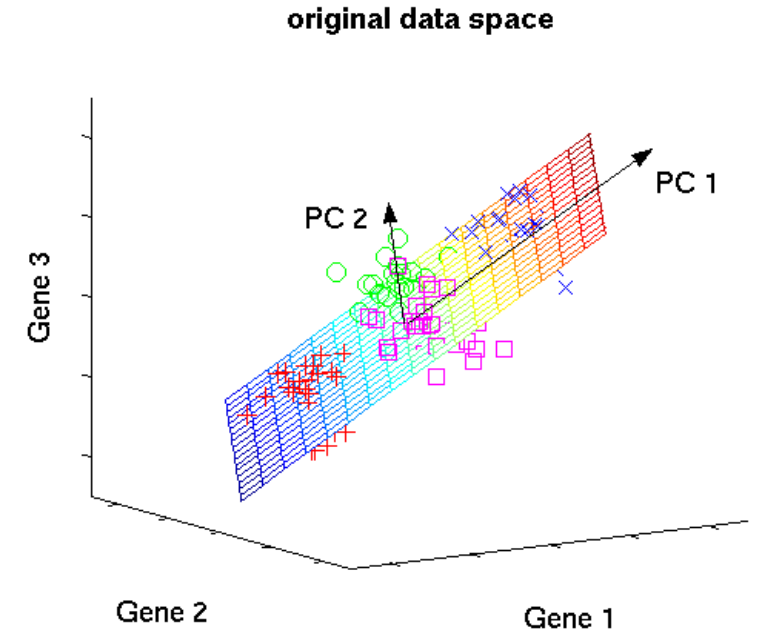 original data space
PC 1
PC 2
Gene 3
Gene 2
Gene 1